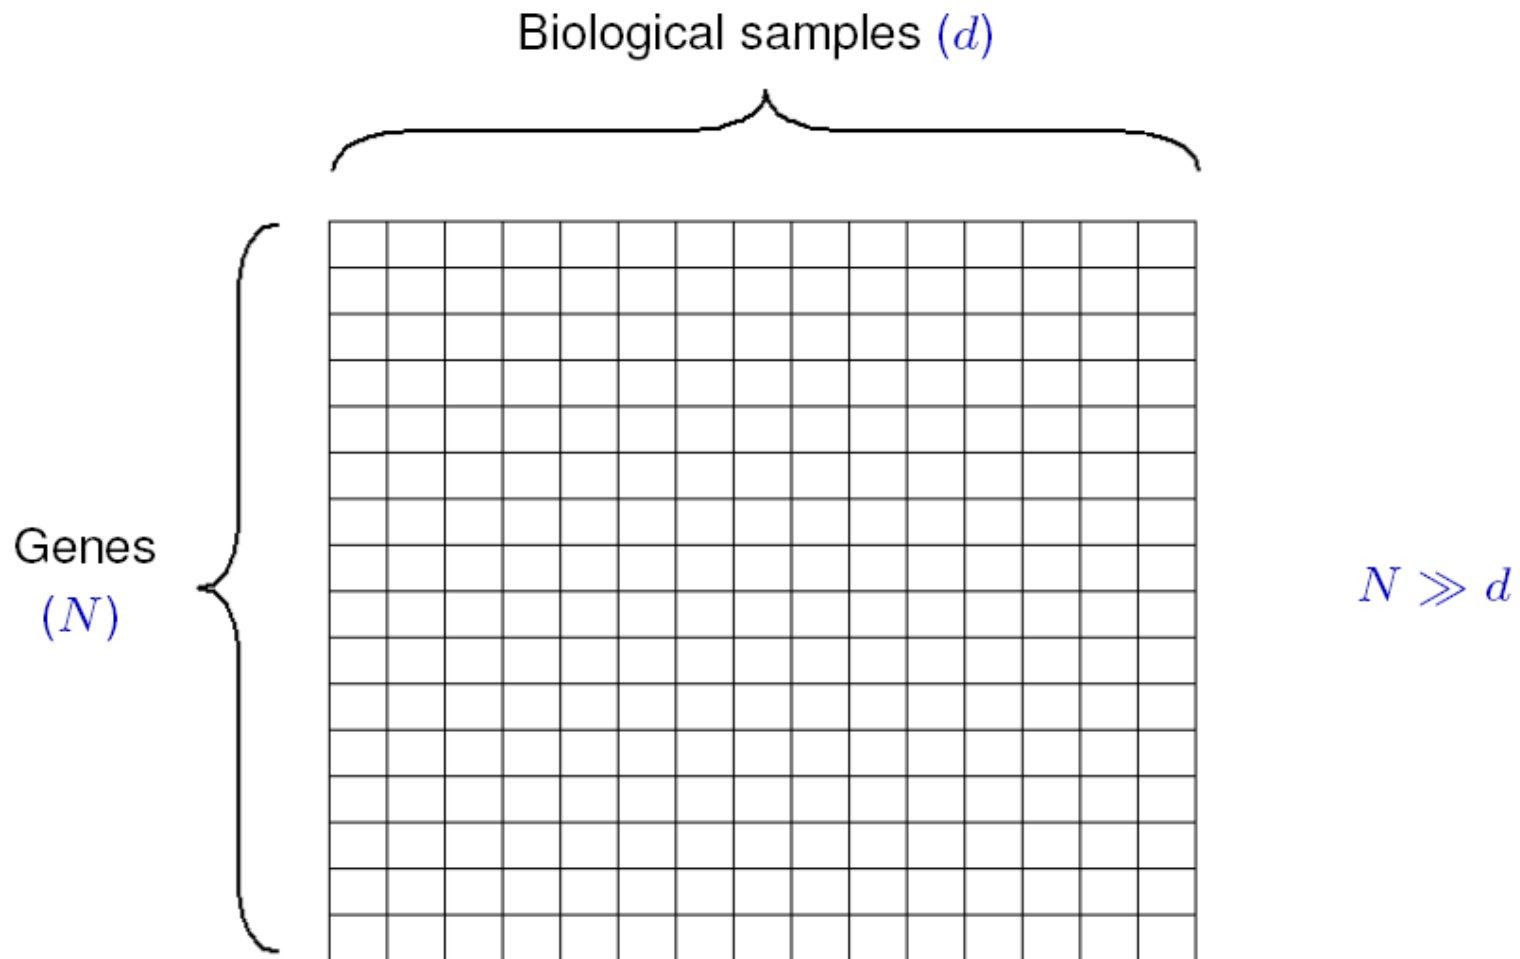 Biological samples (d)
Genes
(N)
N ≫ d